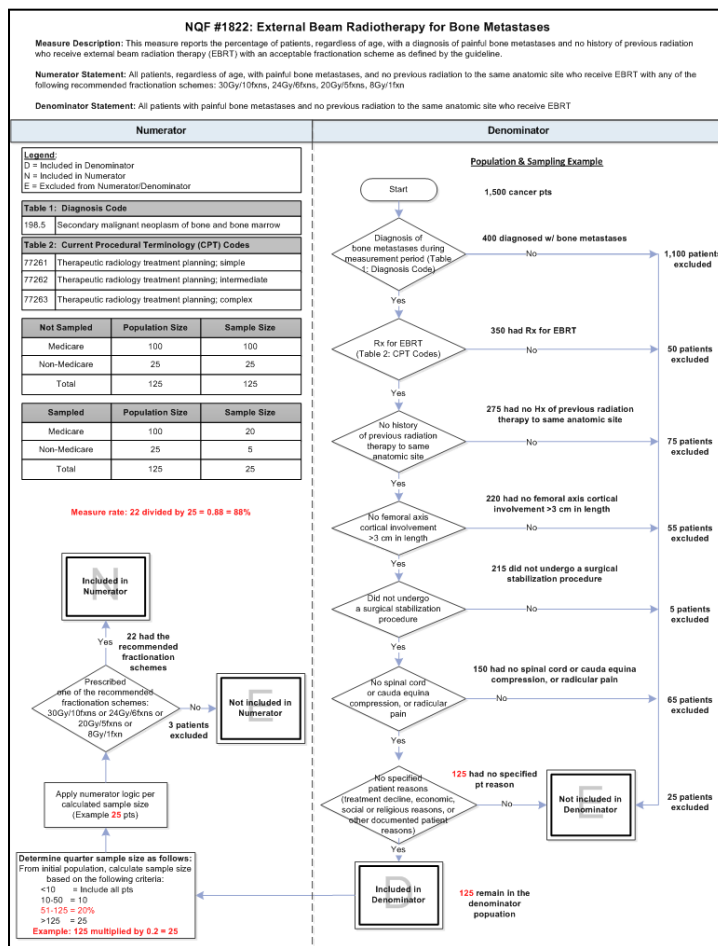 NQF #1822: External Beam Radiotherapy for Bone Metastases
Measure Description: This measure reports the percentage of patients, regardless of age, with a diagnosis of painful bone metastases and no history of previous radiation
who receive external beam radiation therapy (EBRT) with an acceptable fractionation scheme as defined by the guideline.
Numerator Statement: All patients, regardless of age, with painful bone metastases, and no previous radiation to the same anatomic site who receive EBRT with any of the
following recommended fractionation schemes: 30Gy/10fxns, 24Gy/6fxns, 20Gy/5fxns, 8Gy/1fxn
Denominator Statement: All patients with painful bone metastases and no previous radiation to the same anatomic site who receive EBRT
Numerator
Legend:
D = Included in Denominator
N = Included in Numerator
E = Excluded from Numerator/Denominator
Table 1: Diagnosis Code
198.5 Secondary malignant neoplasm of bone and bone marrow
Table 2: Current Procedural Terminology (CPT) Codes
77261 Therapeutic radiology treatment planning; simple
77262 Therapeutic radiology treatment planning; intermediate
77263 Therapeutic radiology treatment planning; complex
Not Sampled Population Size Sample Size
Medicare 100 100
Non-Medicare 25 25
Total 125 125
Sampled Population Size Sample Size
Medicare 100 20
Non-Medicare 25 5
Total 125 25
Measure rate: 22 divided by 25 = 0.88 = 88%
N
Included in
Numerator
Yes
22 had the
recommended
fractionation
schemes
Prescribed
one of the recommended
fractionation schemes:
30Gy/10fxns or 24Gy/6fxns or
20Gy/5fxns or
8Gy/1fxn
No
3 patients
excluded
E
Not included in
Numerator
Apply numerator logic per
calculated sample size
(Example 25 pts)
Determine quarter sample size as follows:
From initial population, calculate sample size
based on the following criteria:
<10 = Include all pts
10-50 = 10
51-125 = 20%
>125 = 25
Example: 125 multiplied by 0.2 = 25
Denominator
Population & Sampling Example
Start
1,500 cancer pts
Diagnosis of
bone metastases during
measurement period (Table
1: Diagnosis Code)
400 diagnosed w/ bone metastases
No
1,100 patients
excluded
Yes
Rx for EBRT
(Table 2: CPT Codes)
350 had Rx for EBRT
No
50 patients
excluded
Yes
No history
of previous radiation
therapy to same
anatomic site
275 had no Hx of previous radiation
therapy to same anatomic site
No
75 patients
excluded
Yes
No femoral axis
cortical involvement
>3 cm in length
220 had no femoral axis cortical
involvement >3 cm in length
No
55 patients
excluded
Yes
Did not undergo
a surgical stabilization
procedure
215 did not undergo a surgical
stabilization procedure
No
5 patients
excluded
Yes
No spinal cord
or cauda equina
compression, or radicular
pain
150 had no spinal cord or cauda equina
compression, or radicular pain
No
65 patients
excluded
Yes
No specified
patient reasons
(treatment decline, economic,
social or religious reasons, or
other documented patient
reasons)
125 had no specified
pt reason
No
E
Not included in
Denominator
25 patients
excluded
Yes
D
Included in
Denominator
125 remain in the
denominator
popuation